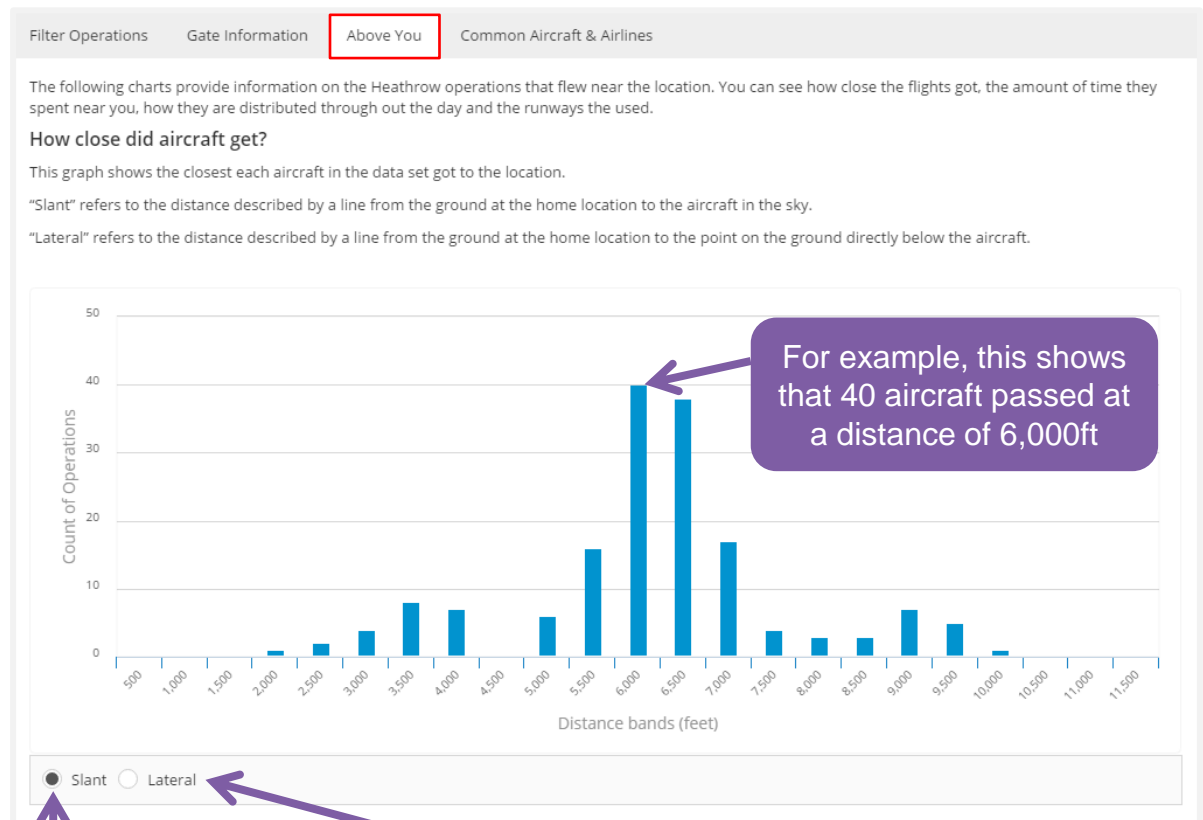 Filter Operations Gate Information Above You Common Aircraft & Airlines
The following charts provide information on the Heathrow operations that flew near the location. You can see how close the flights got, the amount of time they
spent near you, how they are distributed through out the day and the runways the used.
How close did aircraft get?
This graph shows the closest each aircraft in the data set got to the location.
“Slant” refers to the distance described by a line from the ground at the home location to the aircraft in the sky.
“Lateral” refers to the distance described by a line from the ground at the home location to the point on the ground directly below the aircraft.
50
40
30
20
10
0
Count of Operations
For example, this shows
that 40 aircraft passed at
a distance of 6,000ft
500 1,000 1,500 2,000 2,500 3,000 3,500 4,000 4,500 5,000 5,500 6,000 6,500 7,000 7,500 8,000 8,500 9,000 9,500 10,000 10,500 11,000 11,500
Distance bands (feet)
Slant Lateral